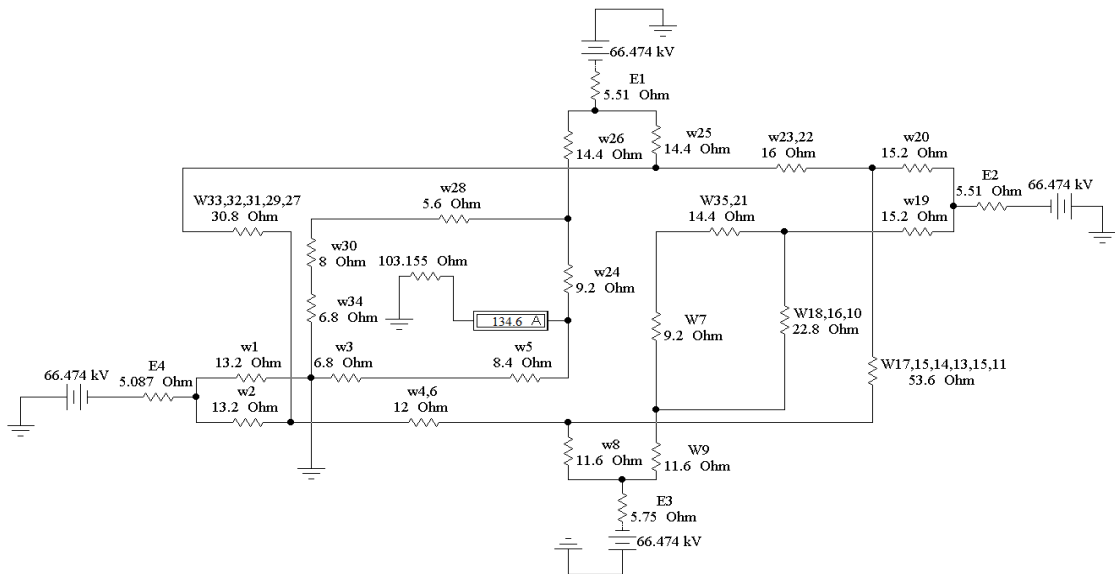 66.474 kV
E1
5.51 Ohm
w26
14.4 Ohm
w25
14.4 Ohm
w23,22
16 Ohm
w20
15.2 Ohm
E2
5.51 Ohm
66.474 kV
w19
15.2 Ohm
W33,32,31,29,27
30.8 Ohm
w28
5.6 Ohm
W35,21
14.4 Ohm
w30
8 Ohm
103.155 Ohm
w24
9.2 Ohm
w34
6.8 Ohm
134.6 A
W7
9.2 Ohm
W18,16,10
22.8 Ohm
66.474 kV
E4
5.087 Ohm
w1
13.2 Ohm
w3
6.8 Ohm
w5
8.4 Ohm
W17,15,14,13,15,11
53.6 Ohm
w2
13.2 Ohm
w4,6
12 Ohm
w8
11.6 Ohm
W9
11.6 Ohm
E3
5.75 Ohm
66.474 kV